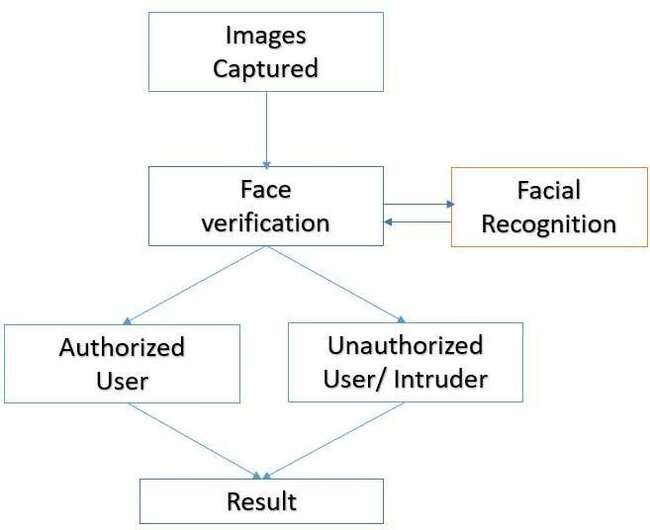 Images
Captured
Face
verification
Facial
Recognition
Authorized
User
Unauthorized
User/ Intruder
Result